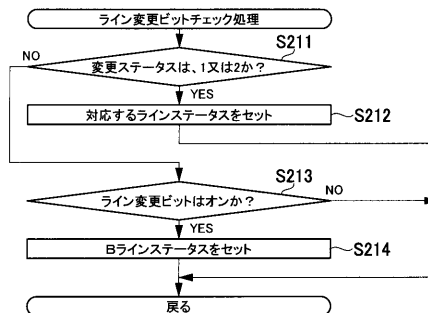 ライン変更ビットチェック処理
S211
NO
変更ステータスは、1又は2か?
YES
対応するラインステータスをセット
S212
S213
ライン変更ビットはオンか?
NO
YES
Bラインステータスをセット
S214
戻る